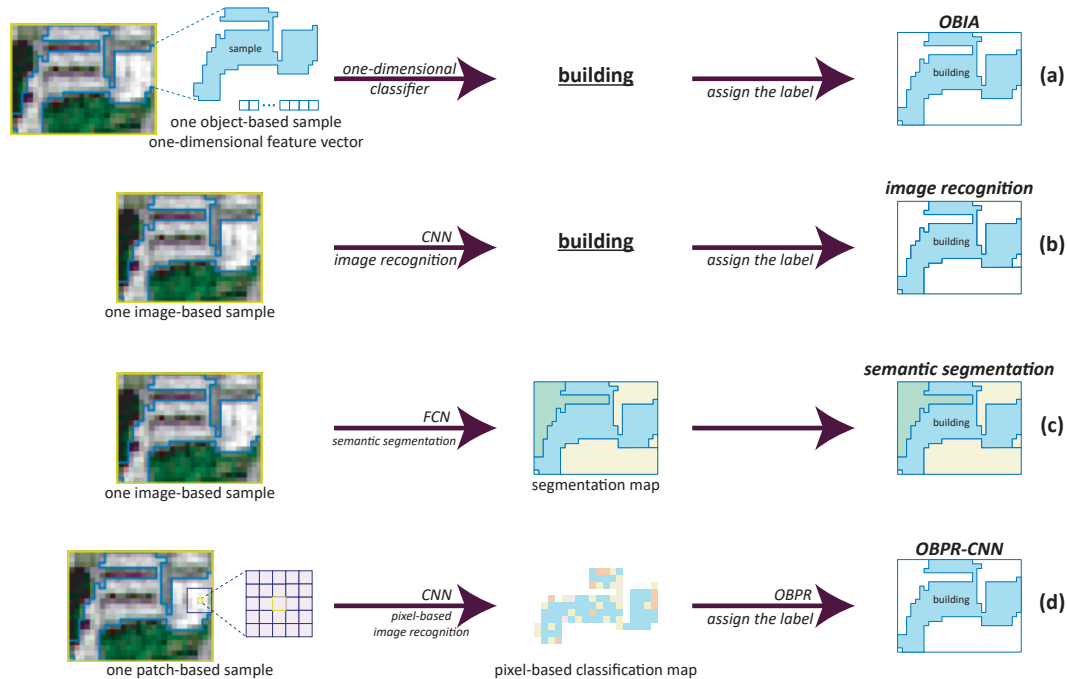 OBIA
sample
one-dimensional
classifier
building
assign the label
building
(a)
one object-based sample
one-dimensional feature vector
image recognition
CNN
image recognition
building
assign the label
building
(b)
one image-based sample
semantic segmentation
FCN
semantic segmentation
building
(c)
one image-based sample
segmentation map
OBPR-CNN
CNN
pixel-based
image recognition
OBPR
assign the label
building
(d)
one patch-based sample
pixel-based classification map